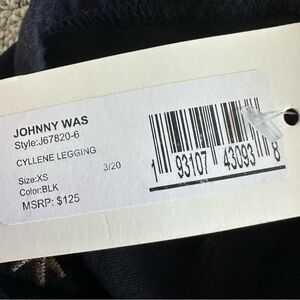 JOHNNY WAS
Style:J67820-6
CYLLENE LEGGING
3/20
Size:XS
Color:BLK
MSRP: $125
1 93107 43093 8